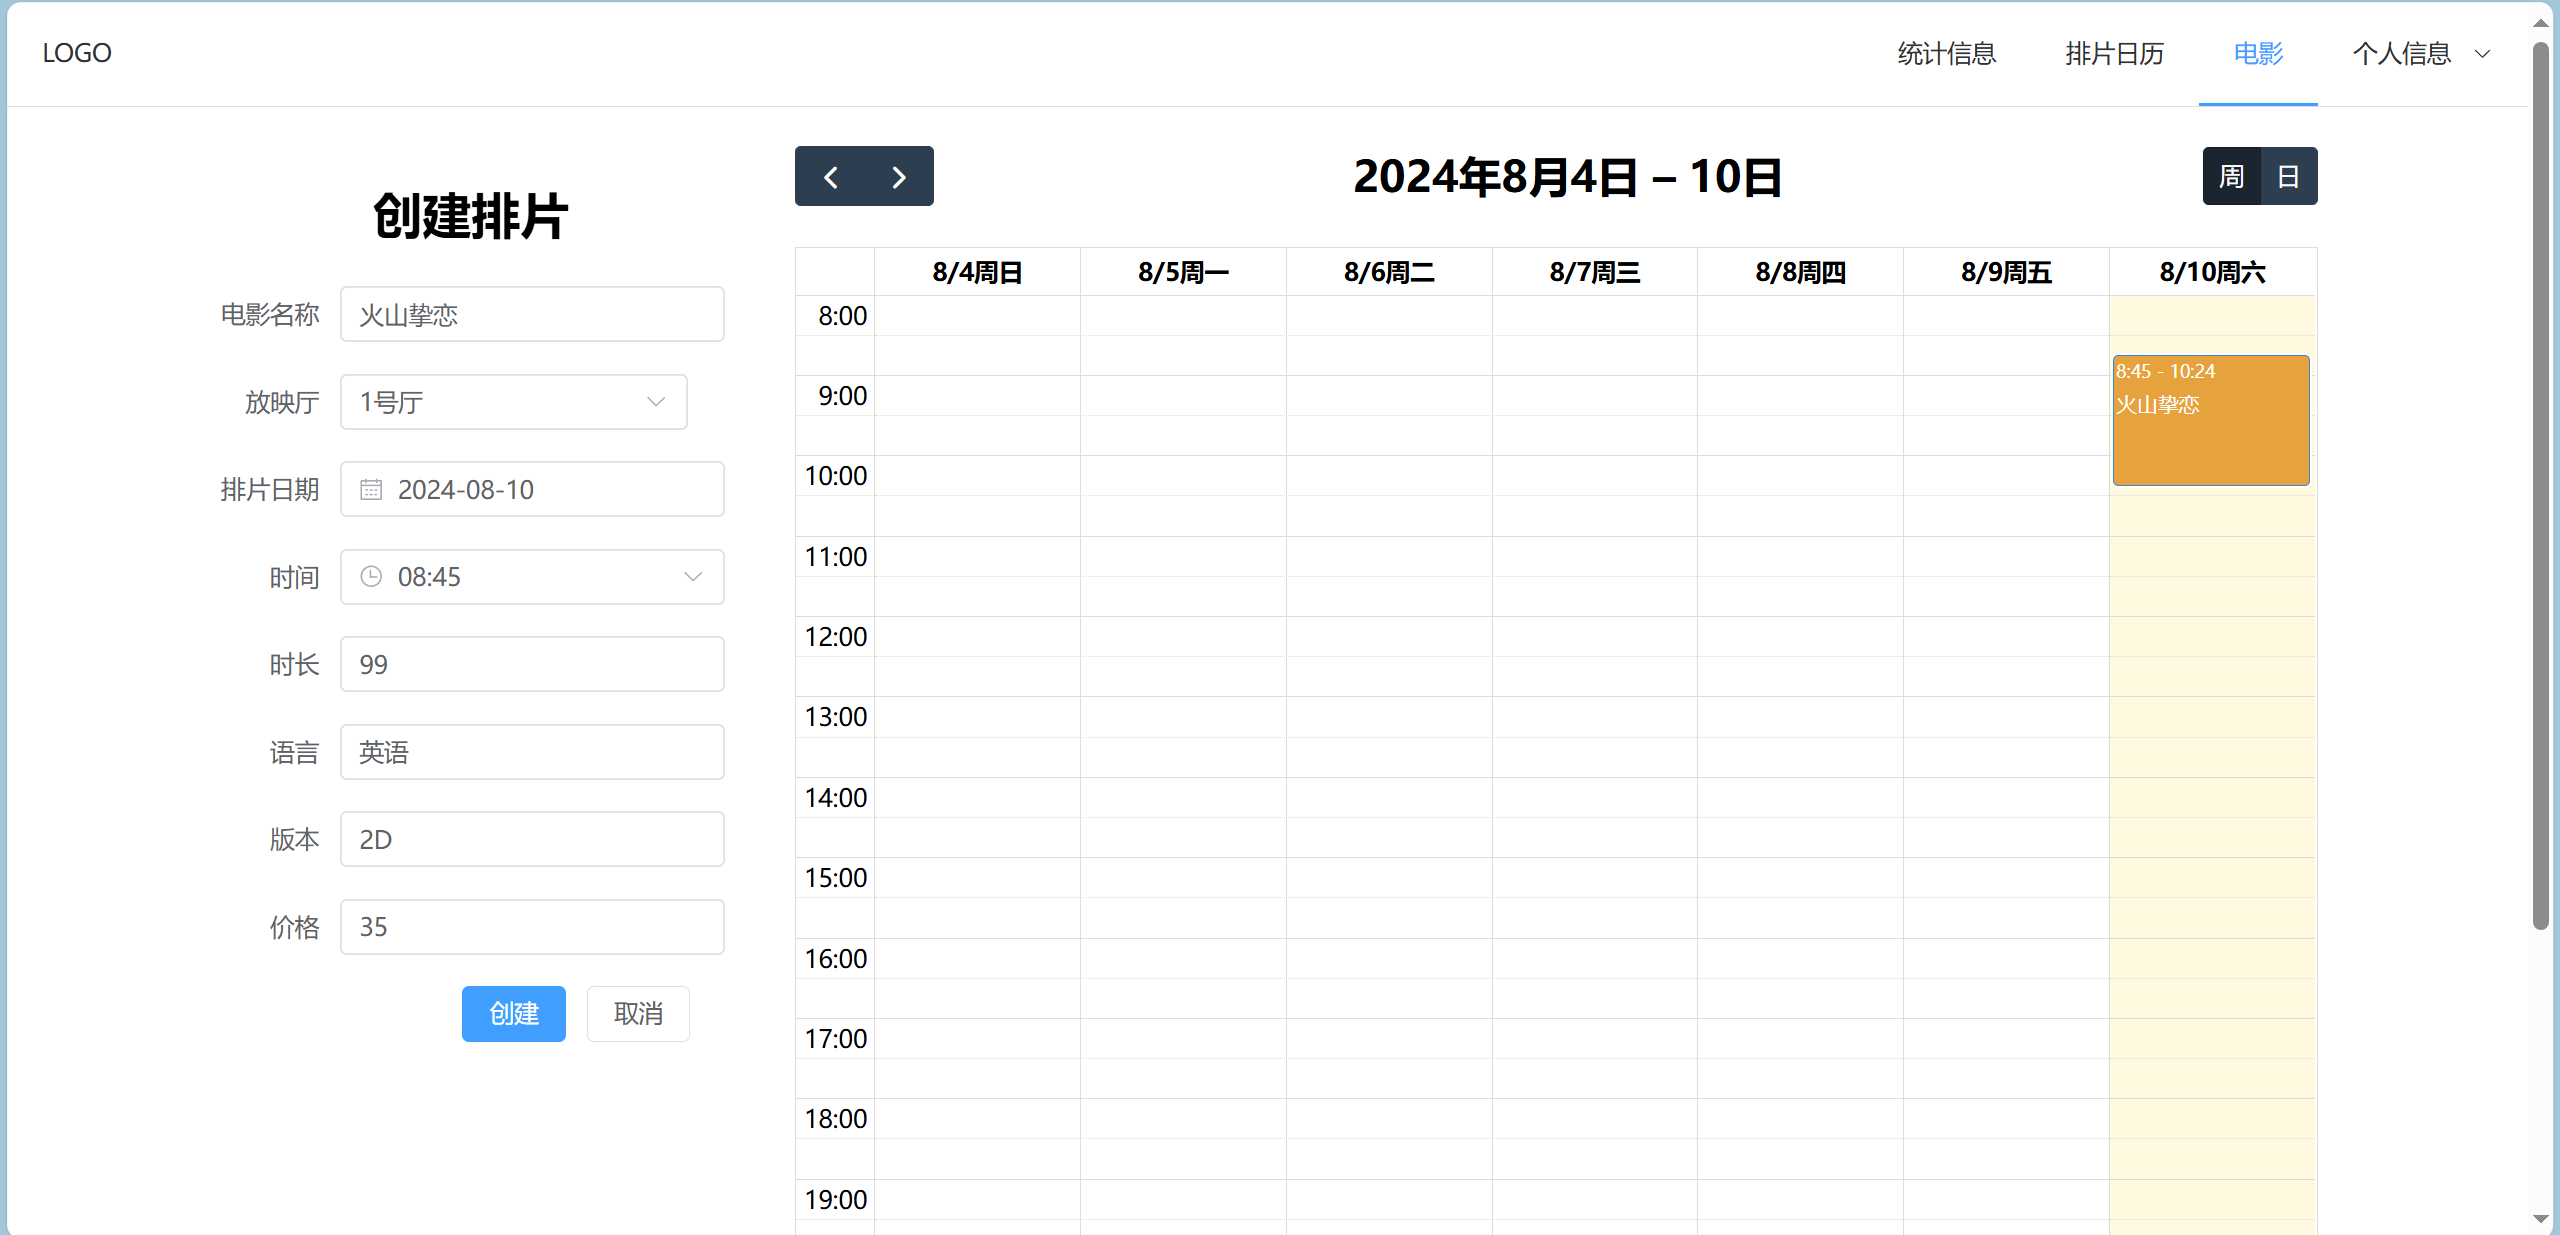 LOGO
统计信息
排片日历
电影
个人信息
创建排片
电影名称
火山挚恋
放映厅
1号厅
排片日期
2024-08-10
时间
08:45
时长
99
语言
英语
版本
2D
价格
35
创建
取消
2024年8月4日 – 10日
周
日
8/4周日
8/5周一
8/6周二
8/7周三
8/8周四
8/9周五
8/10周六
8:00
9:00
10:00
11:00
12:00
13:00
14:00
15:00
16:00
17:00
18:00
19:00
8:45 - 10:24
火山挚恋